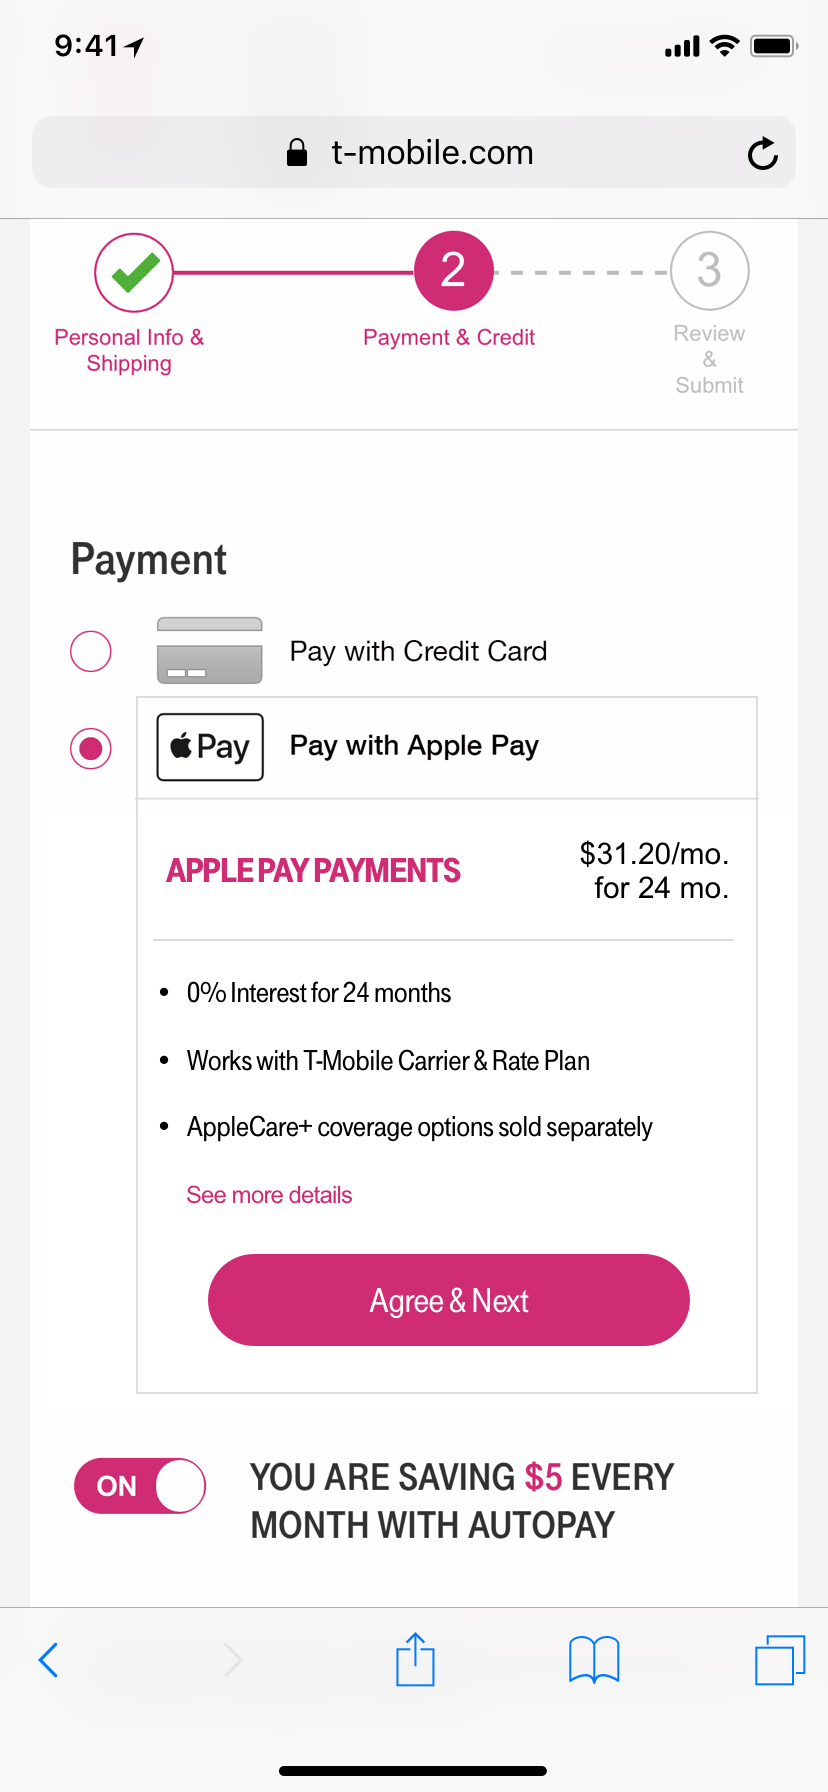 9:41
t-mobile.com
2
3
Personal Info &
Shipping
Payment & Credit
Review
&
Submit
Payment
Pay with Credit Card
Pay
Pay with Apple Pay
APPLE PAY PAYMENTS
$31.20/mo.
for 24 mo.
• 0% Interest for 24 months
• Works with T-Mobile Carrier & Rate Plan
• AppleCare+ coverage options sold separately
See more details
Agree & Next
ON
YOU ARE SAVING $5 EVERY
MONTH WITH AUTOPAY